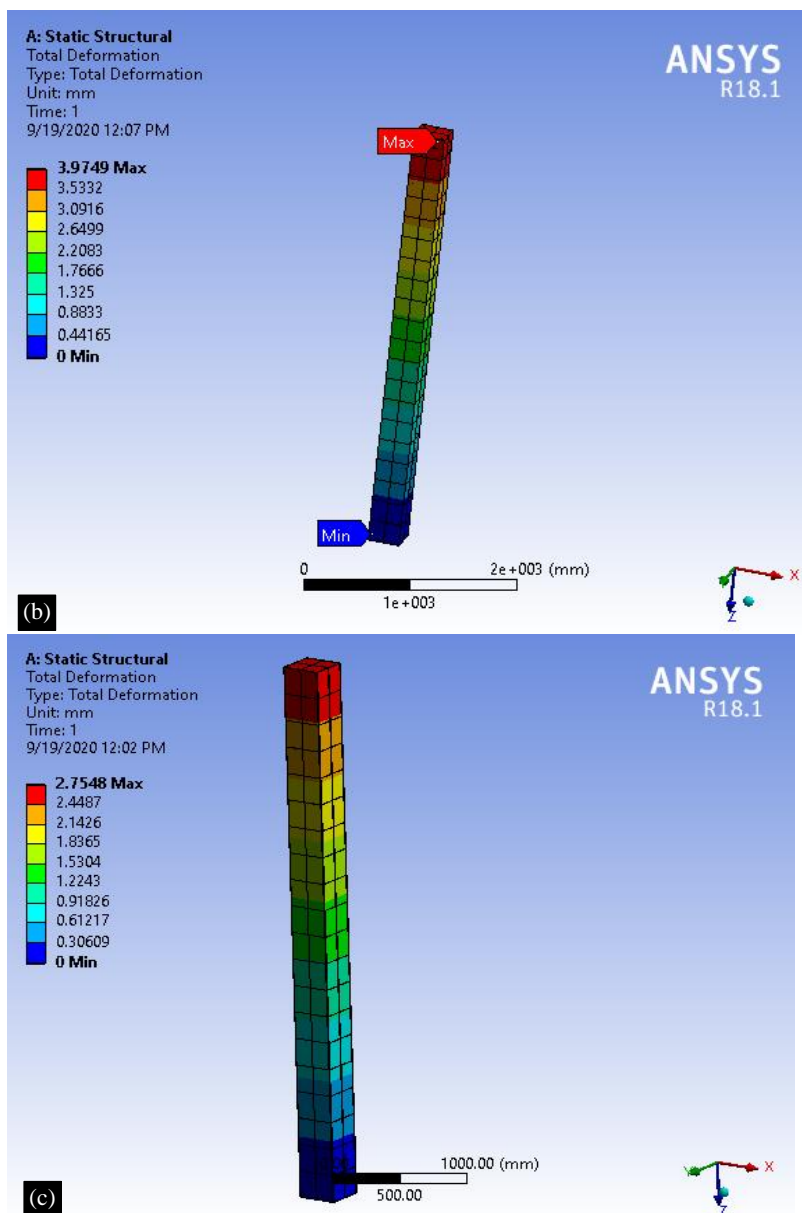 A: Static Structural
Total Deformation
Type: Total Deformation
Unit: mm
Time: 1
9/19/2020 12:07 PM
ANSYS
R18.1
3.9749 Max
3.5332
3.0916
2.6499
2.2083
1.7666
1.325
0.8833
0.44165
0 Min
Max
Min
0 2e+003 (mm)
1e+003
X
Z
(b)
A: Static Structural
Total Deformation
Type: Total Deformation
Unit: mm
Time: 1
9/19/2020 12:02 PM
ANSYS
R18.1
2.7548 Max
2.4487
2.1426
1.8365
1.5304
1.2243
0.91826
0.61217
0.30609
0 Min
1000.00 (mm)
500.00
X
Z
(c)